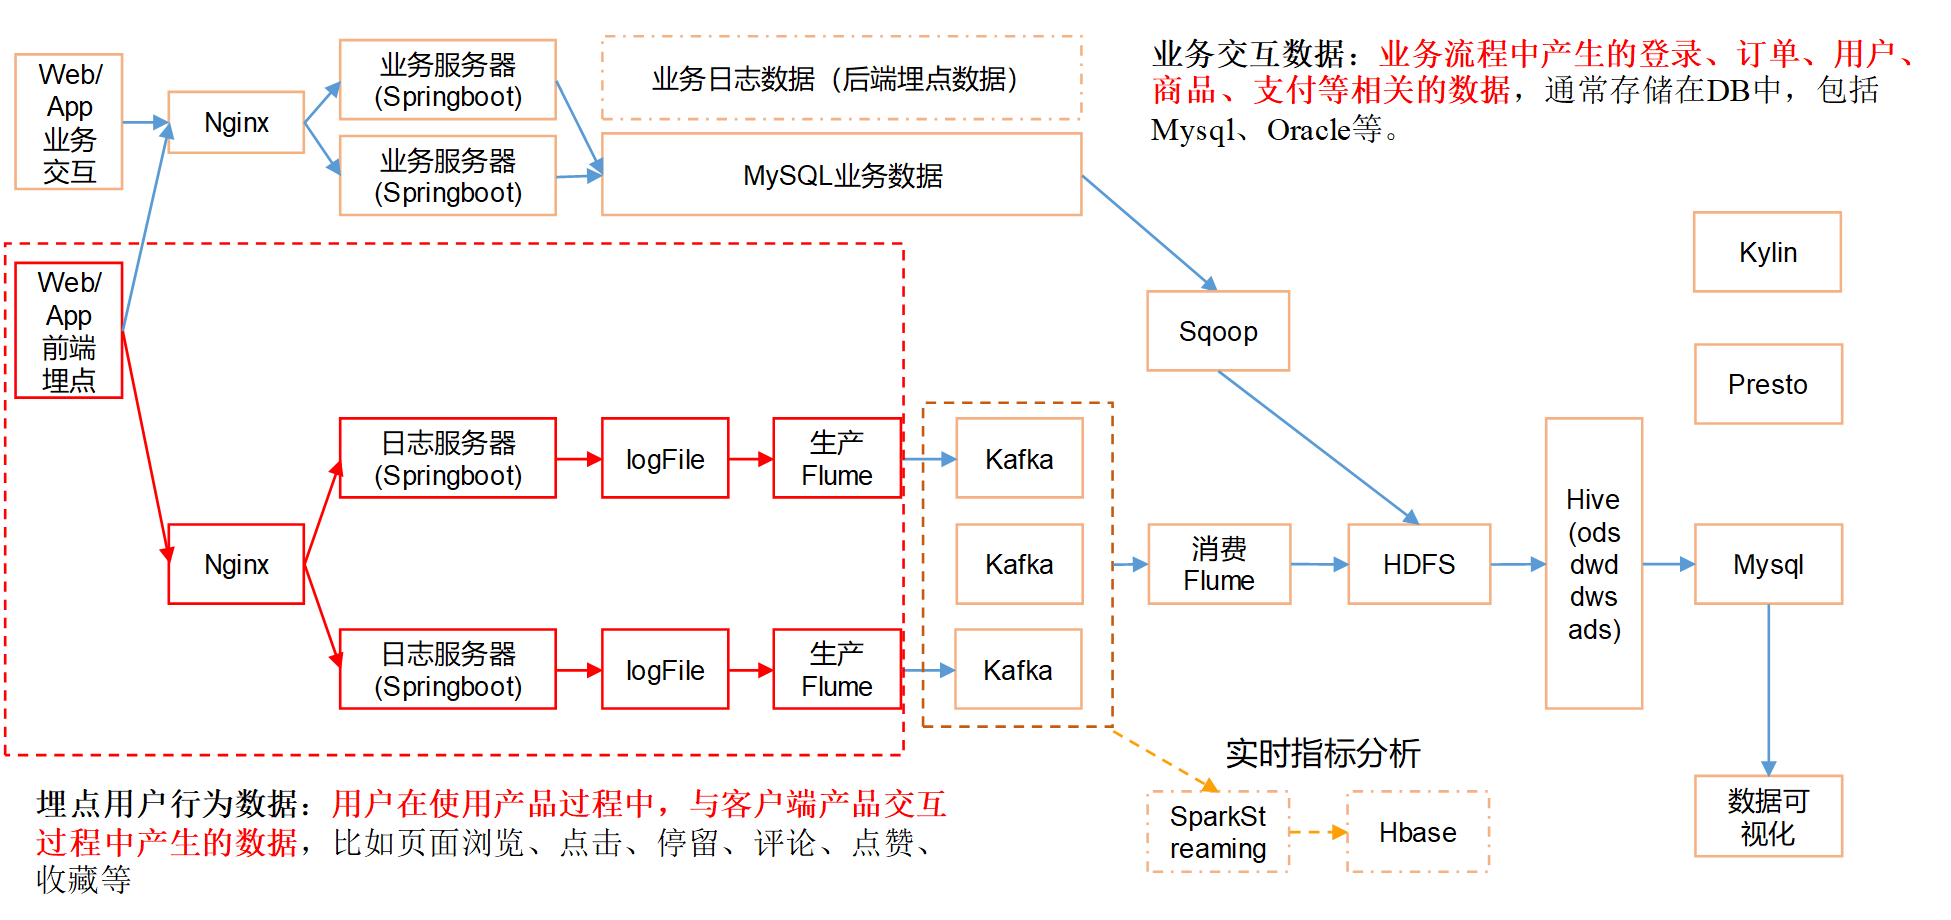 Web/
App
业务
交互
Nginx
业务服务器
(Springboot)
业务服务器
(Springboot)
业务日志数据（后端埋点数据）
MySQL业务数据
业务交互数据：业务流程中产生的登录、订单、用户、
商品、支付等相关的数据，通常存储在DB中，包括
Mysql、Oracle等。
Web/
App
前端
埋点
Nginx
日志服务器
(Springboot)
logFile
生产
Flume
日志服务器
(Springboot)
logFile
生产
Flume
Kafka
Kafka
Kafka
Sqoop
消费
Flume
HDFS
Hive
(ods
dwd
dws
ads)
Kylin
Presto
Mysql
数据可
视化
实时指标分析
SparkSt
reaming
Hbase
埋点用户行为数据：用户在使用产品过程中，与客户端产品交互
过程中产生的数据，比如页面浏览、点击、停留、评论、点赞、
收藏等